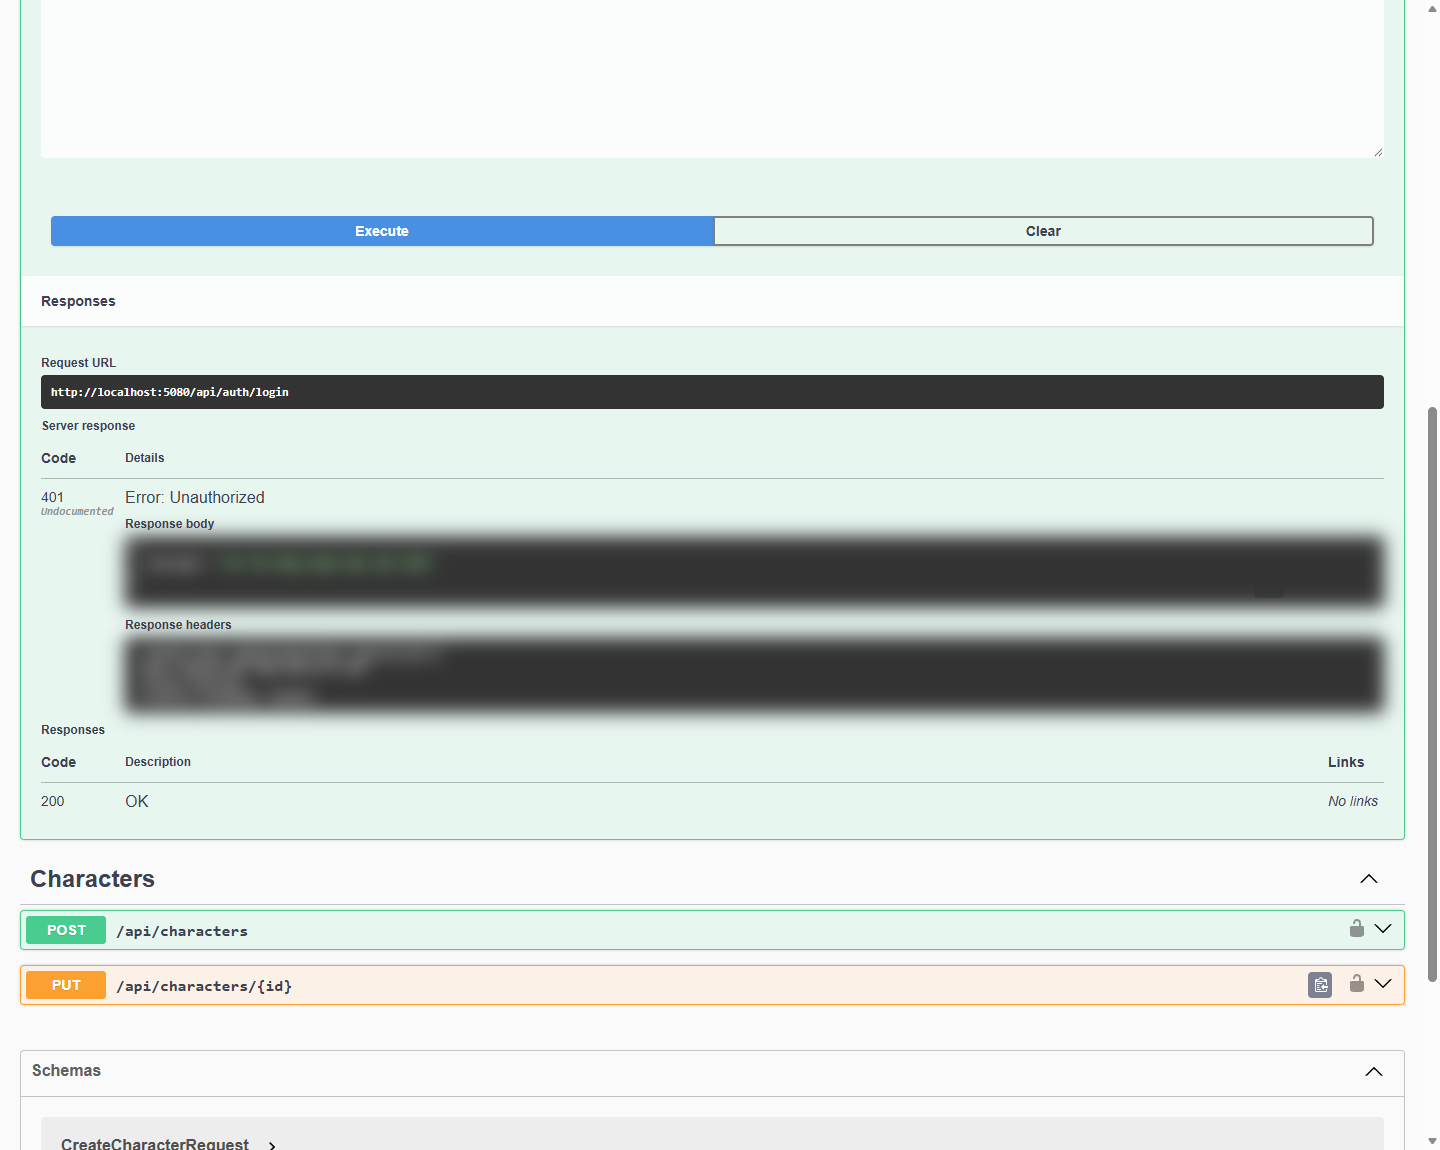 Execute
Clear
Responses
Request URL
http://localhost:5080/api/auth/login
Server response
Code Details
401 Error: Unauthorized
Undocumented
Response body
Response headers
Responses
Code Description Links
200 OK No links
Characters
POST /api/characters
PUT /api/characters/{id}
Schemas
CreateCharacterRequest